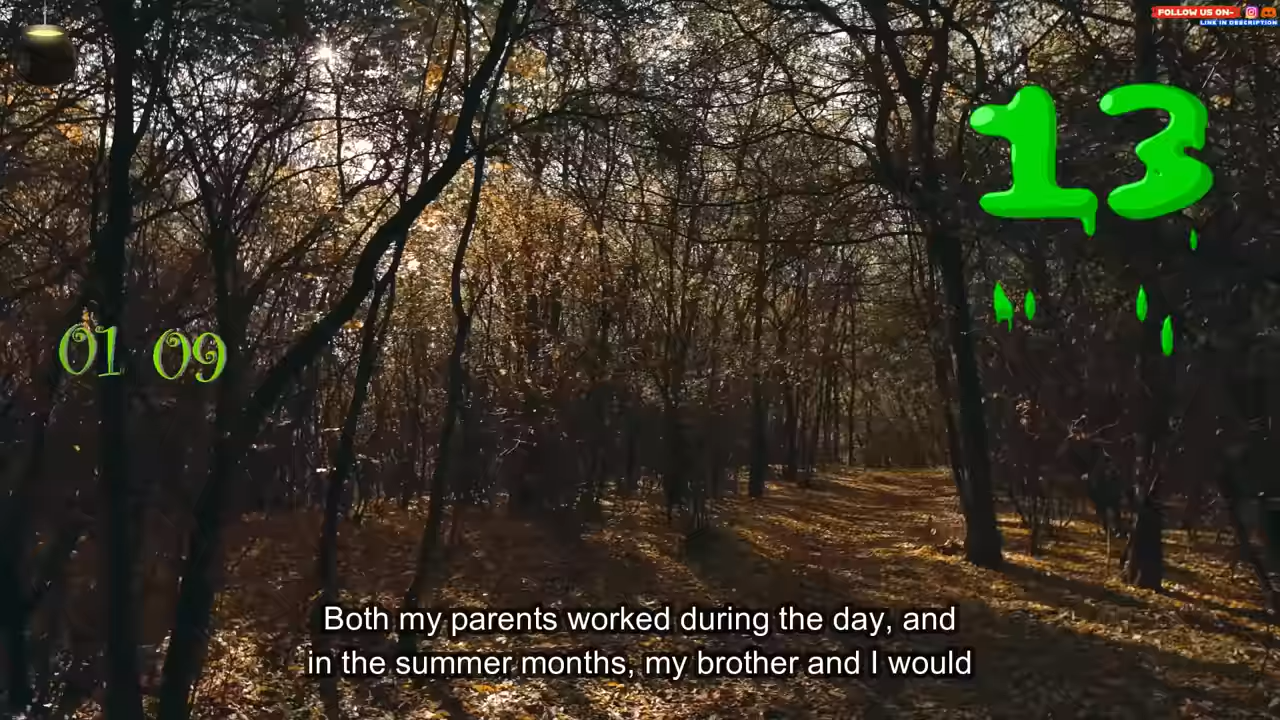 FOLLOW US ON-
LINK IN DESCRIPTION
13
01 09
Both my parents worked during the day, and
in the summer months, my brother and I would